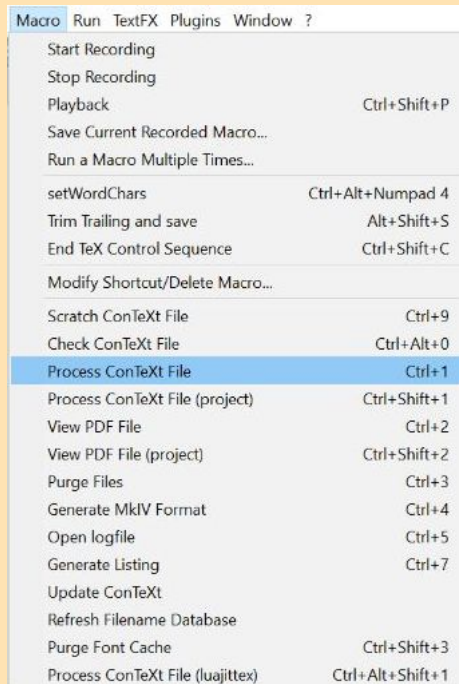 Macro Run TextFX Plugins Window ?
Start Recording
Stop Recording
Playback Ctrl+Shift+P
Save Current Recorded Macro...
Run a Macro Multiple Times...
setWordChars Ctrl+Alt+Numpad 4
Trim Trailing and save Alt+Shift+S
End TeX Control Sequence Ctrl+Shift+C
Modify Shortcut/Delete Macro...
Scratch ConTeXt File Ctrl+9
Check ConTeXt File Ctrl+Alt+0
Process ConTeXt File Ctrl+1
Process ConTeXt File (project) Ctrl+Shift+1
View PDF File Ctrl+2
View PDF File (project) Ctrl+Shift+2
Purge Files Ctrl+3
Generate MkIV Format Ctrl+4
Open logfile Ctrl+5
Generate Listing Ctrl+7
Update ConTeXt
Refresh Filename Database
Purge Font Cache Ctrl+Shift+3
Process ConTeXt File (luajittex) Ctrl+Alt+Shift+1